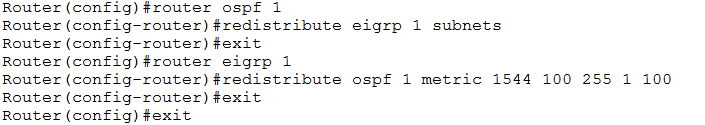 Router(config)#router ospf 1
Router(config-router)#redistribute eigrp 1 subnets
Router(config-router)#exit
Router(config)#router eigrp 1
Router(config-router)#redistribute ospf 1 metric 1544 100 255 1 100
Router(config-router)#exit
Router(config)#exit